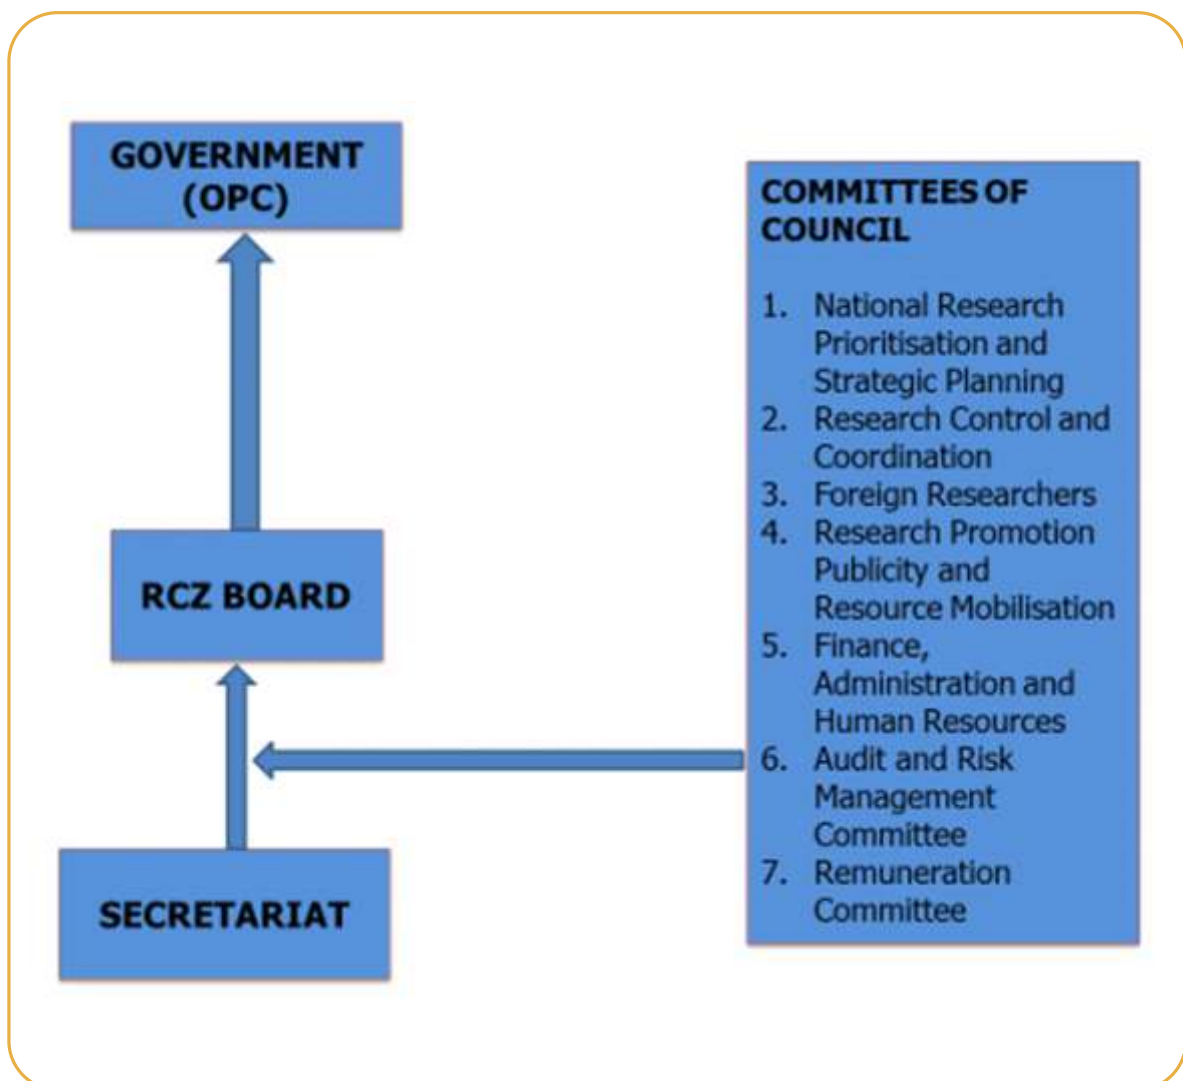 GOVERNMENT
(OPC)
RCZ BOARD
SECRETARIAT
COMMITTEES OF
COUNCIL
1. National Research
Prioritisation and
Strategic Planning
2. Research Control and
Coordination
3. Foreign Researchers
4. Research Promotion
Publicity and
Resource Mobilisation
5. Finance,
Administration and
Human Resources
6. Audit and Risk
Management
Committee
7. Remuneration
Committee